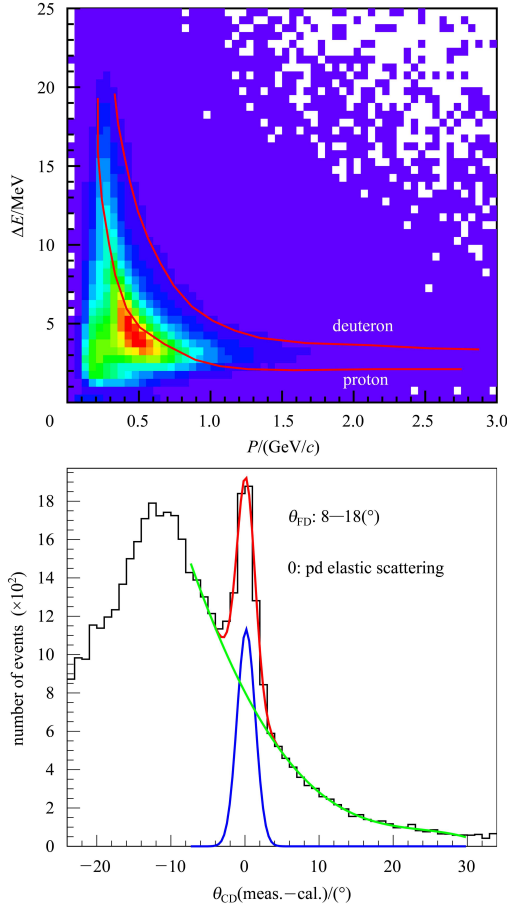 25
20
15
10
5
0
ΔE/MeV
deuteron
proton
0.5 1.0 1.5 2.0 2.5 3.0
P/(GeV/c)
18
16
14
12
10
8
6
4
2
0
number of events (×10²)
θFD: 8—18(°)
0: pd elastic scattering
−20 −10 0 10 20 30
θCD(meas.−cal.)/(°)